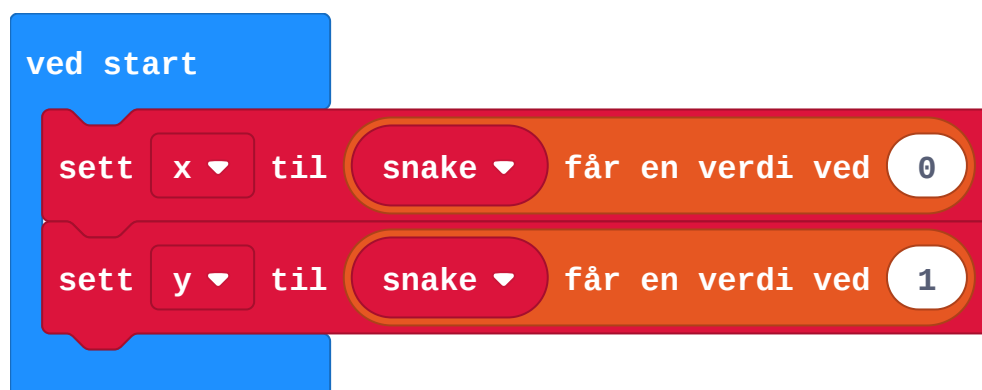 ved start
sett x til snake får en verdi ved 0
sett y til snake får en verdi ved 1